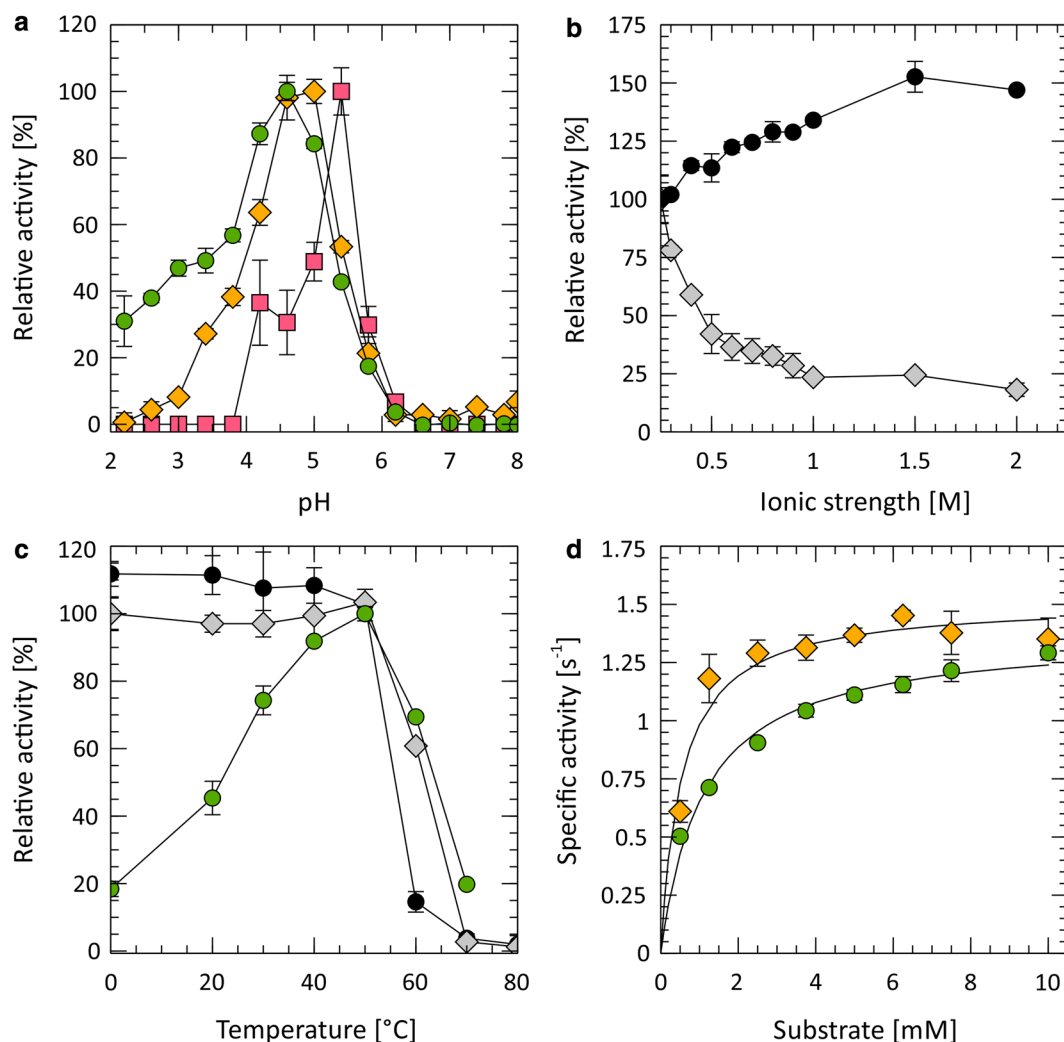 a
120
100
80
60
40
20
0
Relative activity [%]
2 3 4 5 6 7 8
pH
b
175
150
125
100
75
50
25
0
Relative activity [%]
0.5 1 1.5 2
Ionic strength [M]
c
120
100
80
60
40
20
0
Relative activity [%]
0 20 40 60 80
Temperature [°C]
d
1.75
1.5
1.25
1
0.75
0.5
0.25
0
Specific activity [s-1]
0 2 4 6 8 10
Substrate [mM]